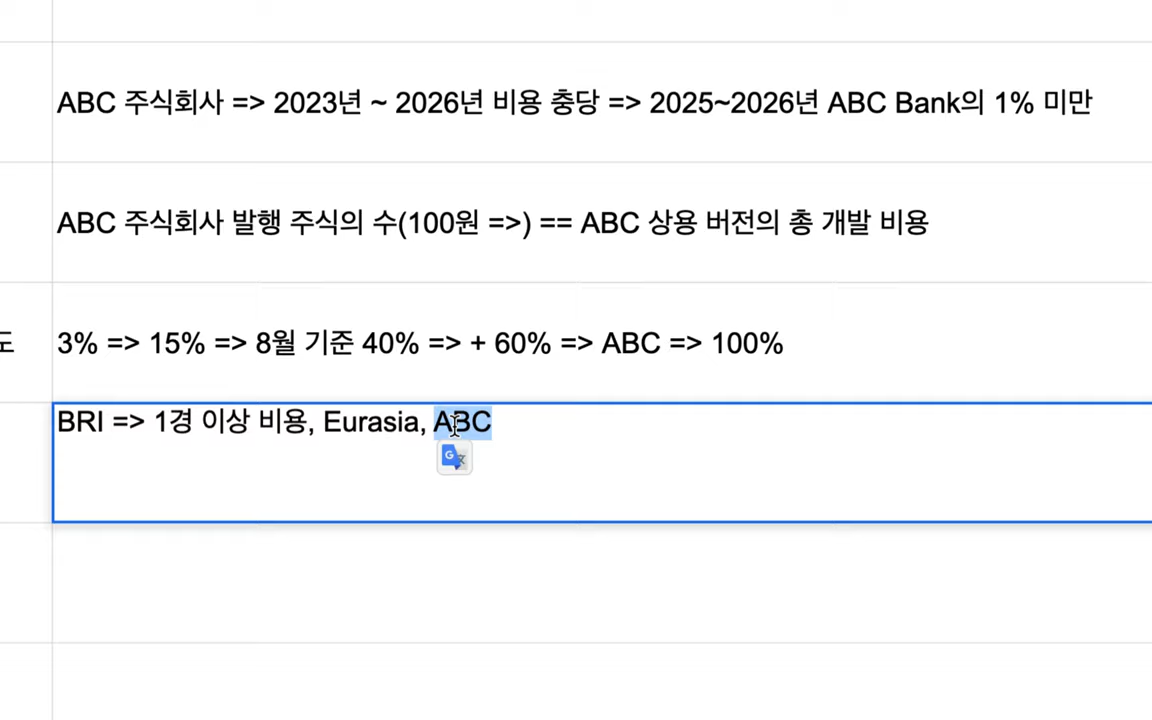 ABC 주식회사 => 2023년 ~ 2026년 비용 충당 => 2025~2026년 ABC Bank의 1% 미만
ABC 주식회사 발행 주식의 수(100원 =>) == ABC 상용 버전의 총 개발 비용
도 3% => 15% => 8월 기준 40% => + 60% => ABC => 100%
BRI => 1경 이상 비용, Eurasia, ABC